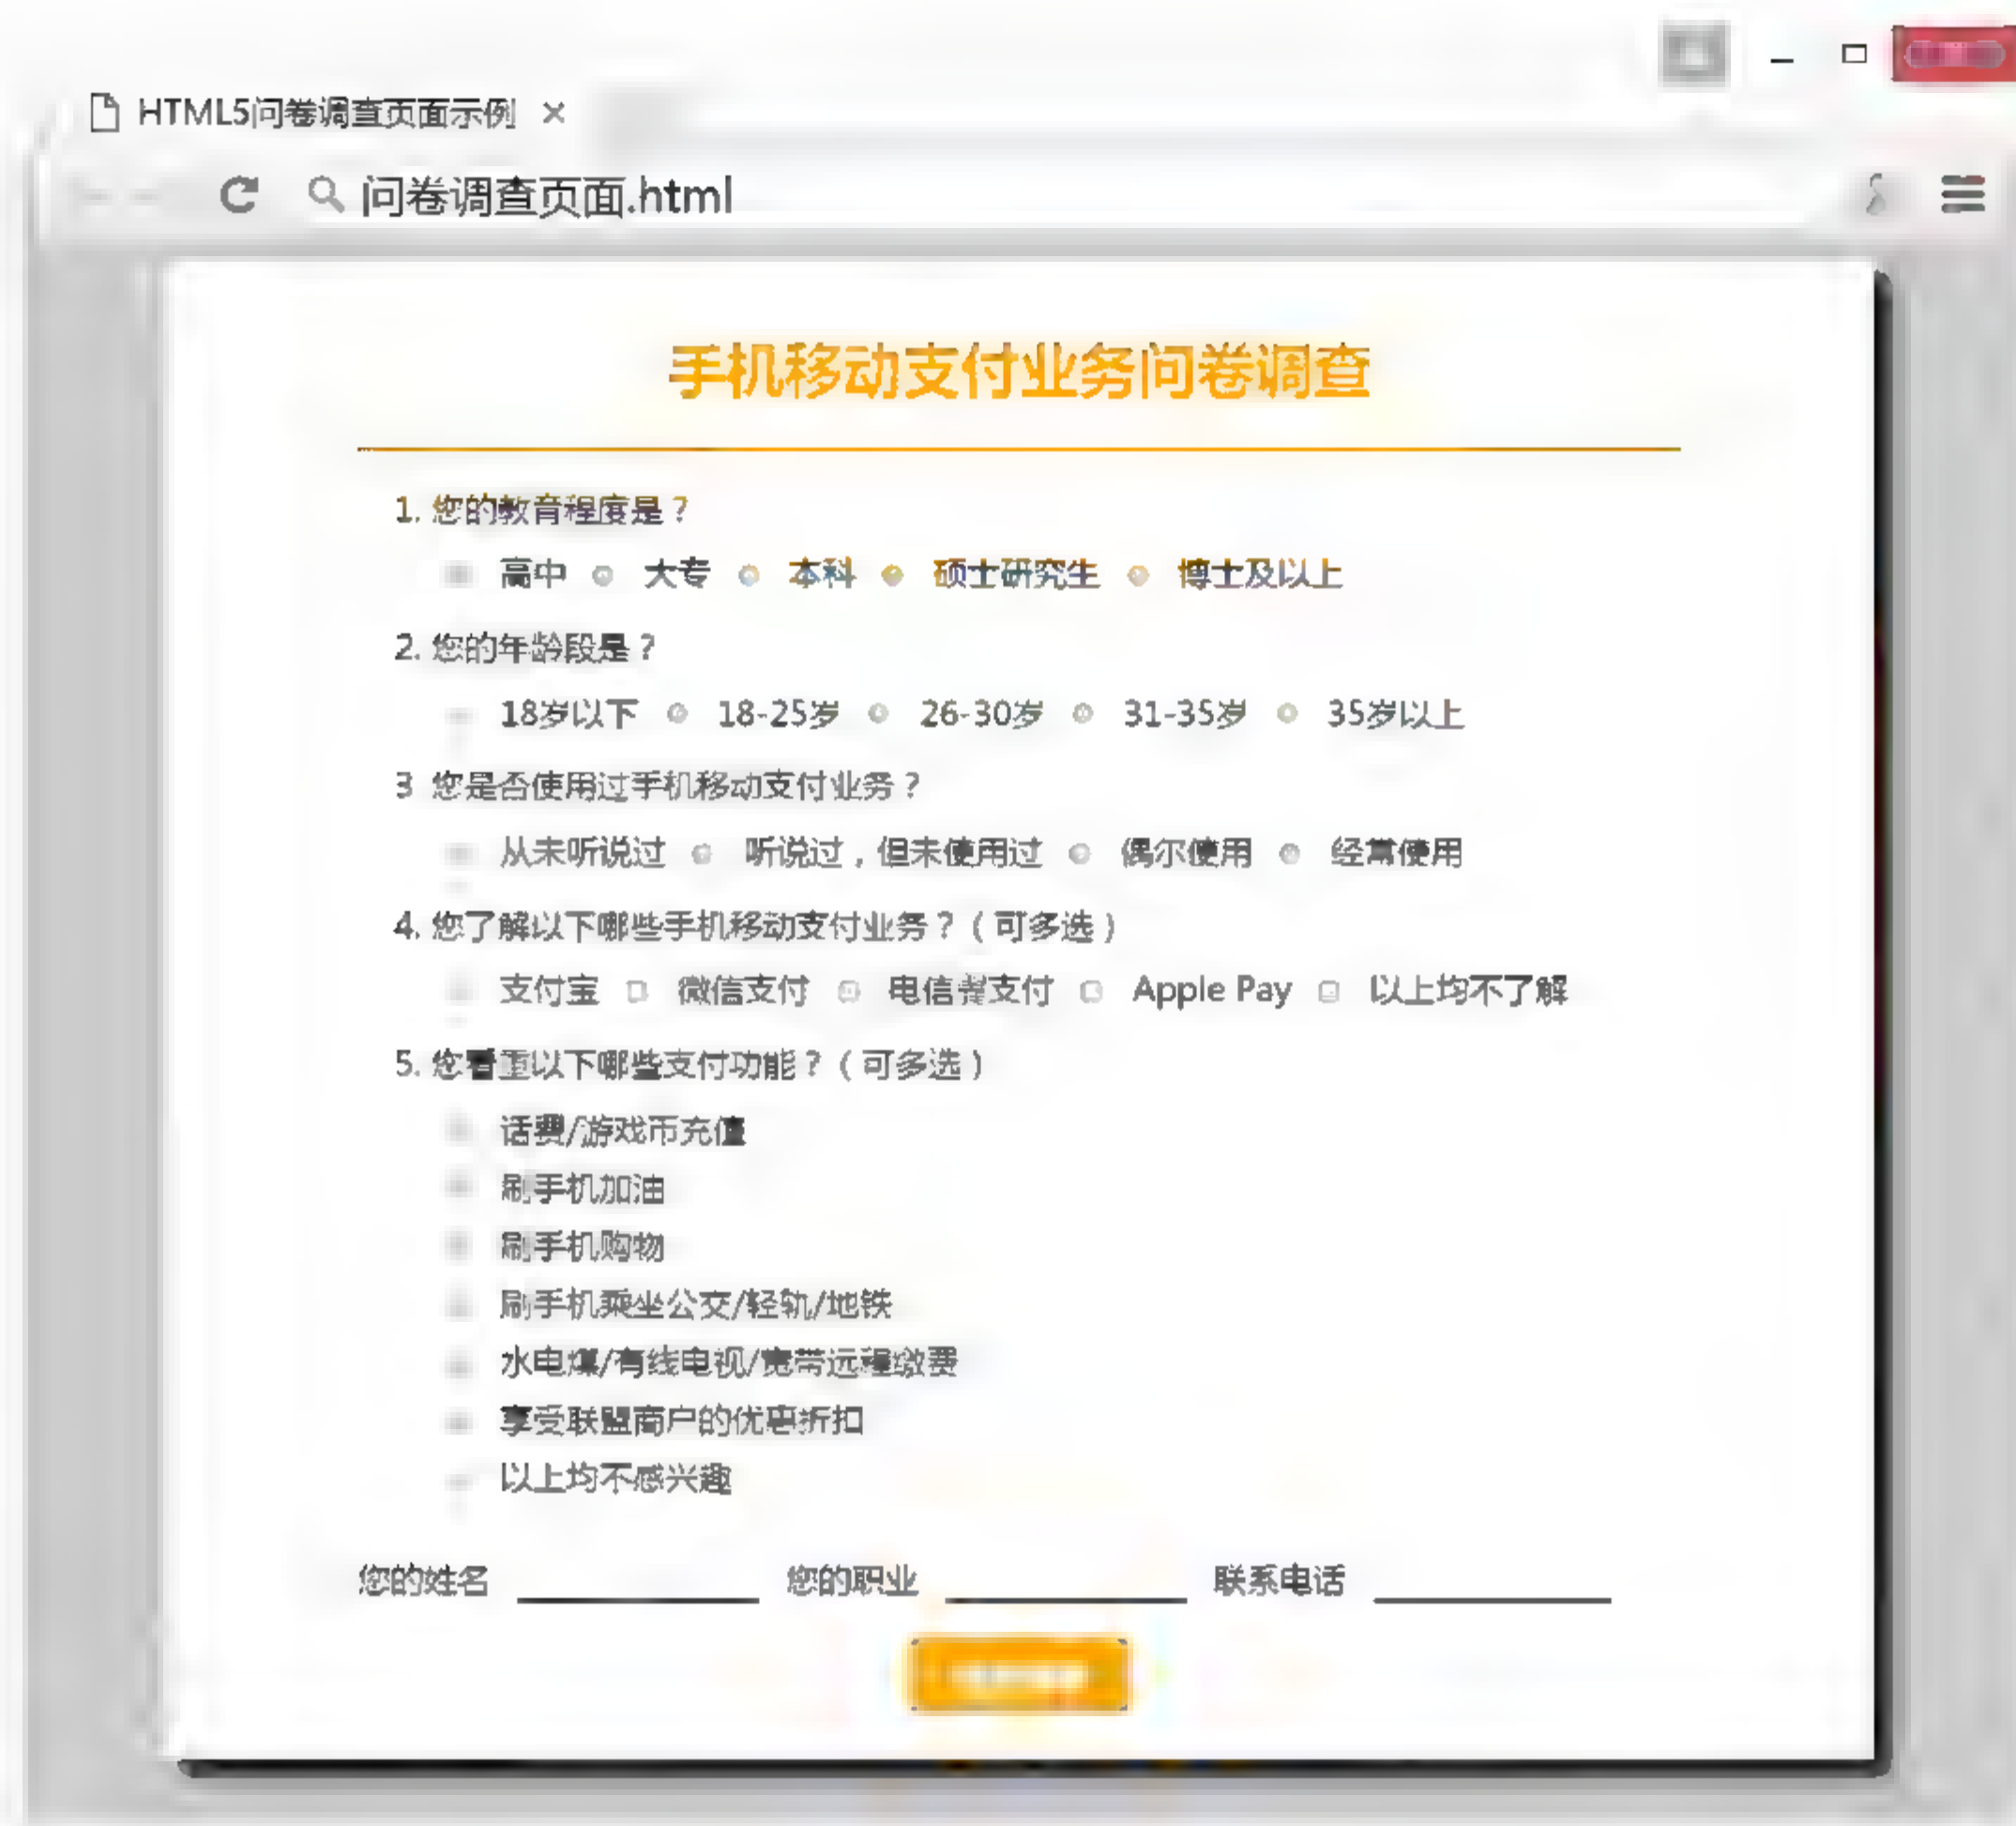 HTML5问卷调查页面示例
问卷调查页面.html
手机移动支付业务问卷调查
1. 您的教育程度是？
高中 大专 本科 硕士研究生 博士及以上
2. 您的年龄段是？
18岁以下 18-25岁 26-30岁 31-35岁 35岁以上
3 您是否使用过手机移动支付业务？
从未听说过 听说过，但未使用过 偶尔使用 经常使用
4. 您了解以下哪些手机移动支付业务？（可多选）
支付宝 微信支付 电信翼支付 Apple Pay 以上均不了解
5. 您看重以下哪些支付功能？（可多选）
话费/游戏币充值
刷手机加油
刷手机购物
刷手机乘坐公交/轻轨/地铁
水电煤/有线电视/宽带远程缴费
享受联盟商户的优惠折扣
以上均不感兴趣
您的姓名 您的职业 联系电话